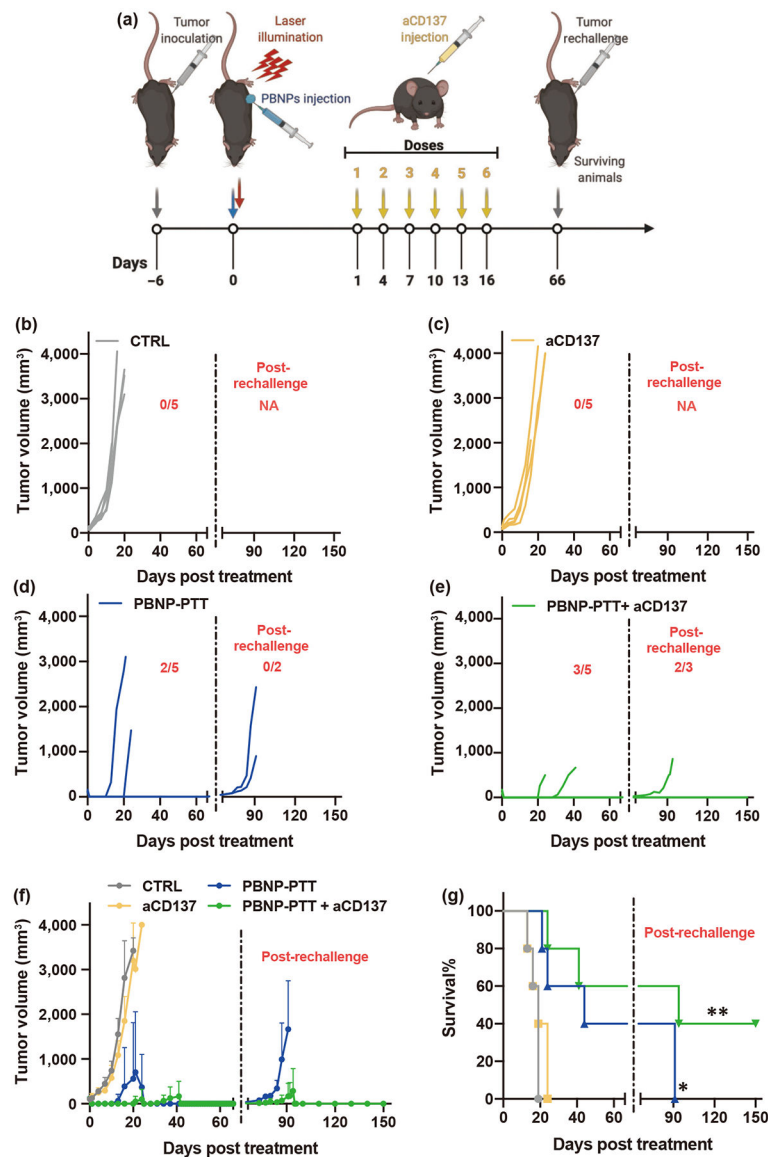 (a)
Tumor inoculation
Laser illumination
PBNPs injection
aCD137 injection
Tumor rechallenge
Doses
Surviving animals
1 2 3 4 5 6
Days
−6 0 1 4 7 10 13 16 66
(b)
CTRL
Tumor volume (mm³)
4,000
3,000
2,000
1,000
0
0/5
Post-rechallenge
NA
0 20 40 60 90 120 150
Days post treatment
(c)
aCD137
Tumor volume (mm³)
4,000
3,000
2,000
1,000
0
0/5
Post-rechallenge
NA
0 20 40 60 90 120 150
Days post treatment
(d)
PBNP-PTT
Tumor volume (mm³)
4,000
3,000
2,000
1,000
0
2/5
Post-rechallenge
0/2
0 20 40 60 90 120 150
Days post treatment
(e)
PBNP-PTT+ aCD137
Tumor volume (mm³)
4,000
3,000
2,000
1,000
0
3/5
Post-rechallenge
2/3
0 20 40 60 90 120 150
Days post treatment
(f)
CTRL PBNP-PTT
aCD137 PBNP-PTT + aCD137
Tumor volume (mm³)
4,000
3,000
2,000
1,000
0
Post-rechallenge
0 20 40 60 90 120 150
Days post treatment
(g)
Survival%
100
80
60
40
20
0
Post-rechallenge
**
*
0 20 40 60 90 120 150
Days post treatment